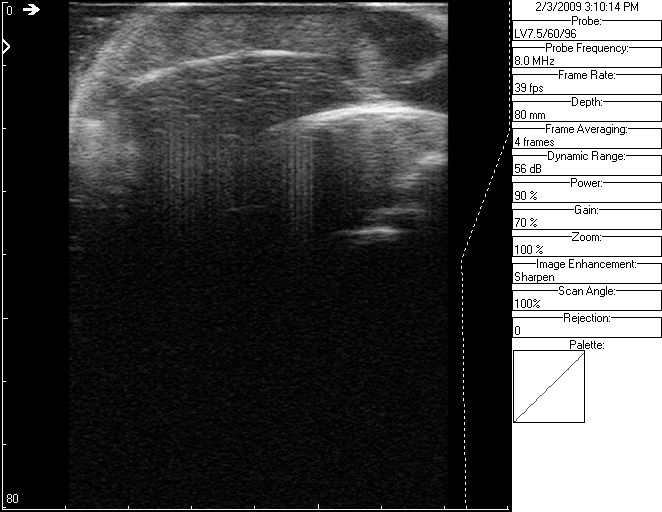 0
80
2/3/2009 3:10:14 PM
Probe:
LV7.5/60/96
Probe Frequency:
8.0 MHz
Frame Rate:
39 fps
Depth:
80 mm
Frame Averaging:
4 frames
Dynamic Range:
56 dB
Power:
90 %
Gain:
70 %
Zoom:
100 %
Image Enhancement:
Sharpen
Scan Angle:
100%
Rejection:
0
Palette: